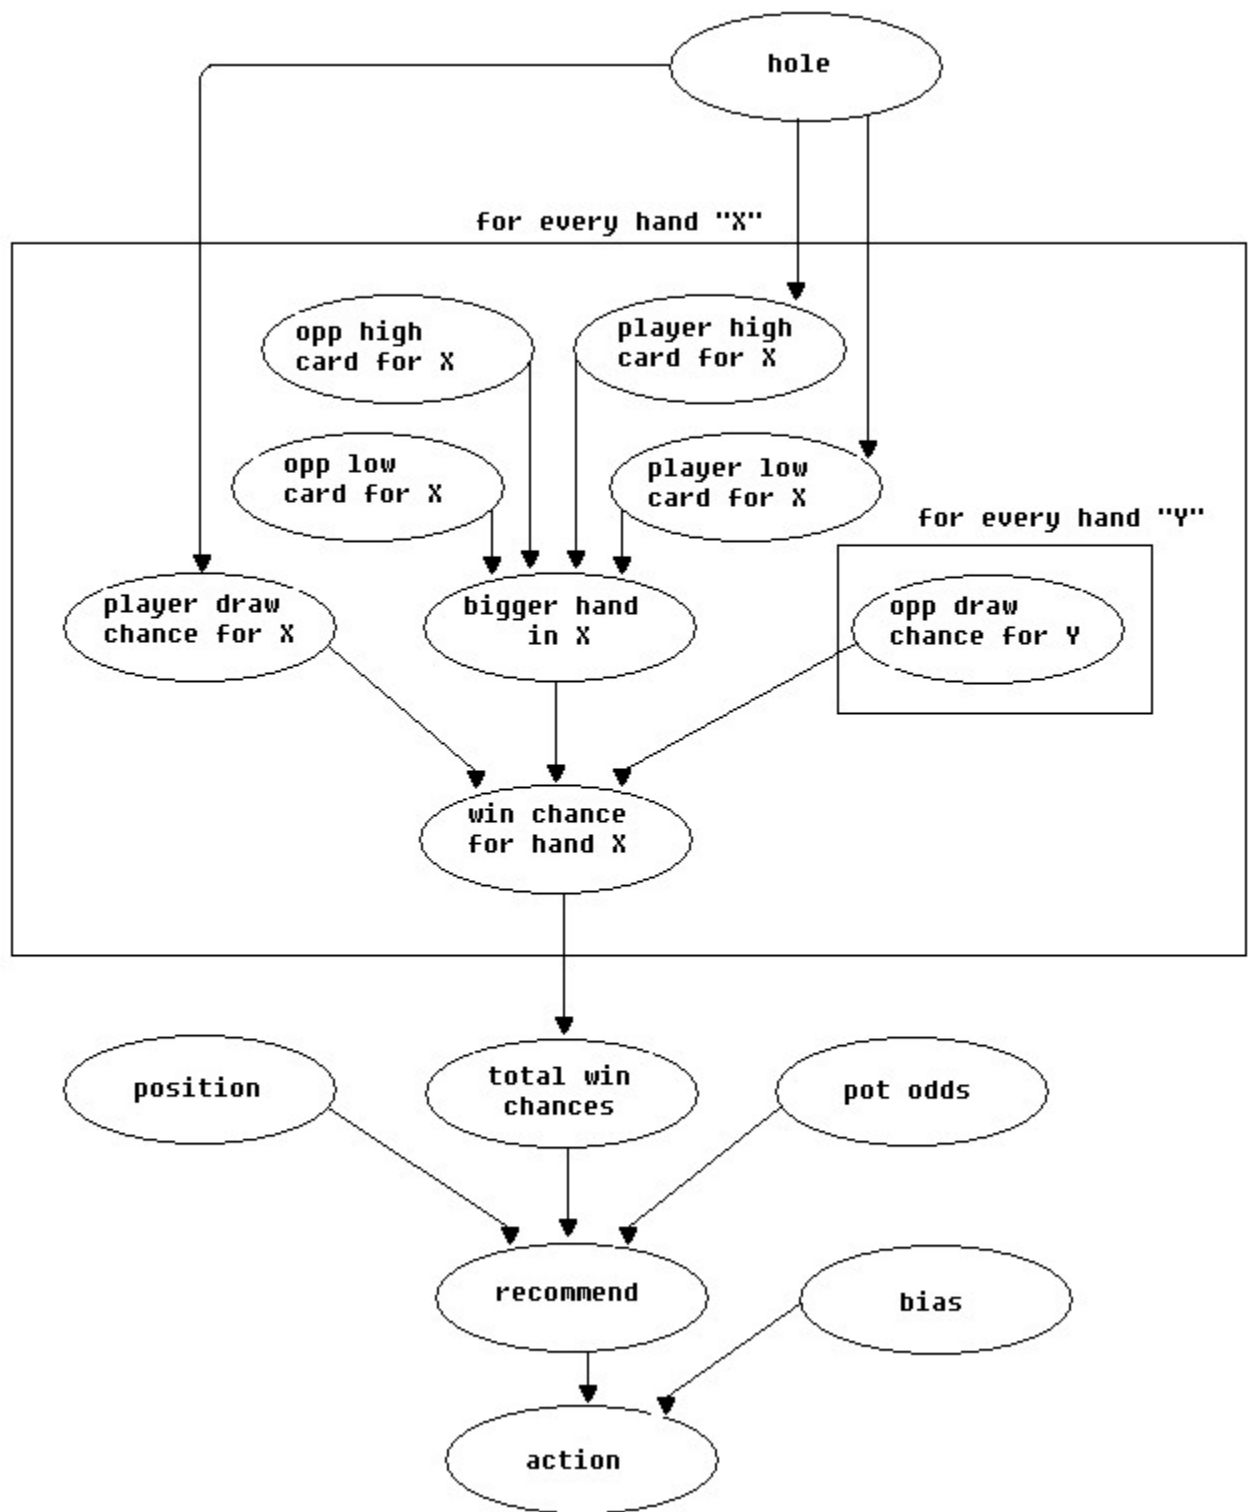 hole
for every hand "X"
opp high
card for X
player high
card for X
opp low
card for X
player low
card for X
for every hand "Y"
player draw
chance for X
bigger hand
in X
opp draw
chance for Y
win chance
for hand X
position
total win
chances
pot odds
recommend
bias
action